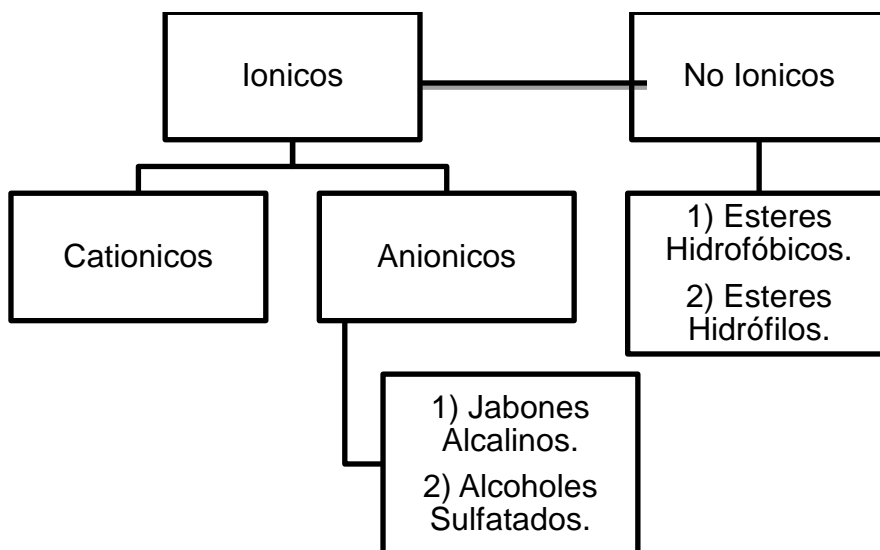 Ionicos
No Ionicos
Cationicos
Anionicos
1) Esteres
Hidrofóbicos.
2) Esteres
Hidrófilos.
1) Jabones
Alcalinos.
2) Alcoholes
Sulfatados.